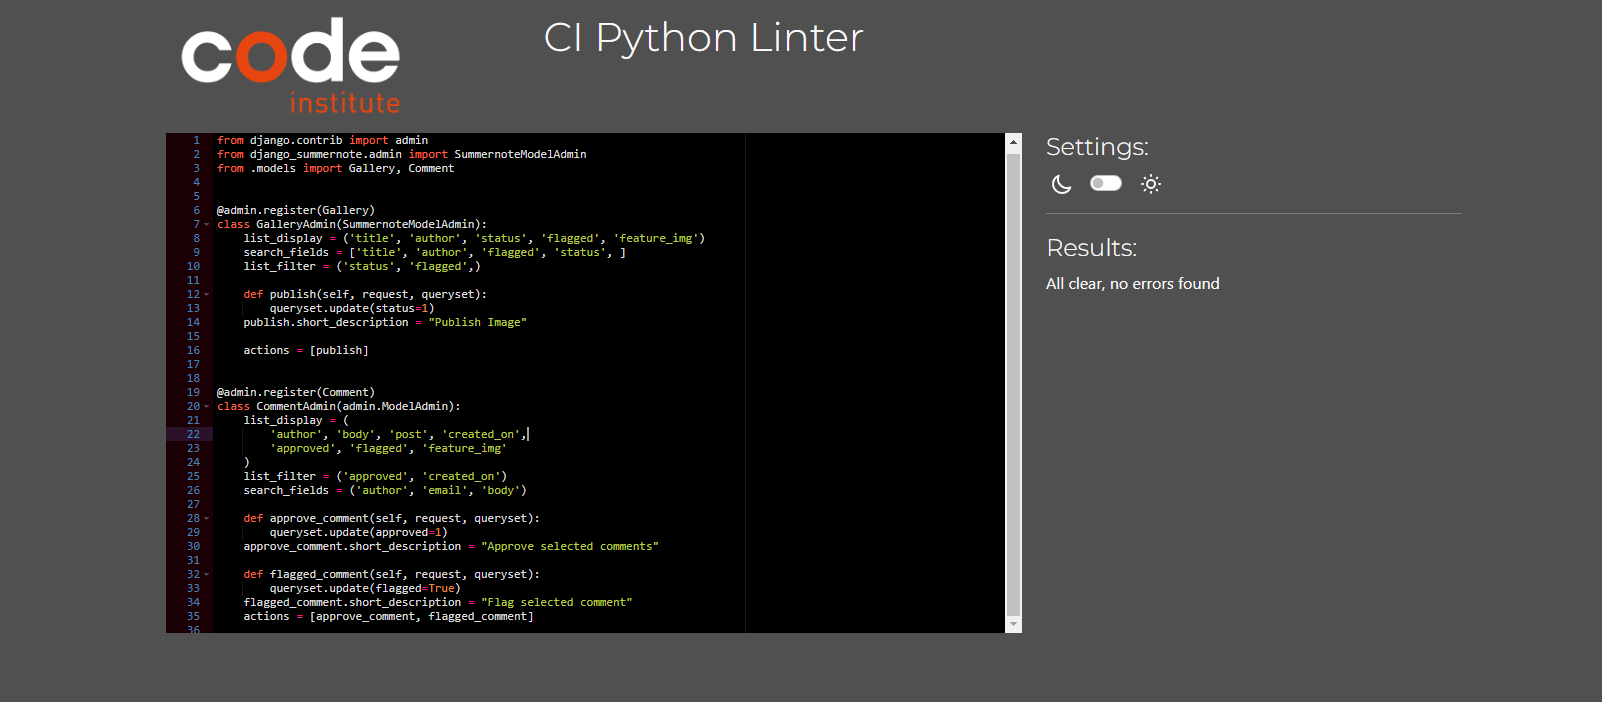 code
institute
CI Python Linter
1 from django.contrib import admin
2 from django_summernote.admin import SummernoteModelAdmin
3 from .models import Gallery, Comment
4
5
6 @admin.register(Gallery)
7 class GalleryAdmin(SummernoteModelAdmin):
8     list_display = ('title', 'author', 'status', 'flagged', 'feature_img')
9     search_fields = ['title', 'author', 'flagged', 'status', ]
10     list_filter = ('status', 'flagged',)
11
12     def publish(self, request, queryset):
13         queryset.update(status=1)
14     publish.short_description = "Publish Image"
15
16     actions = [publish]
17
18
19 @admin.register(Comment)
20 class CommentAdmin(admin.ModelAdmin):
21     list_display = (
22         'author', 'body', 'post', 'created_on',
23         'approved', 'flagged', 'feature_img'
24     )
25     list_filter = ('approved', 'created_on')
26     search_fields = ('author', 'email', 'body')
27
28     def approve_comment(self, request, queryset):
29         queryset.update(approved=1)
30     approve_comment.short_description = "Approve selected comments"
31
32     def flagged_comment(self, request, queryset):
33         queryset.update(flagged=True)
34     flagged_comment.short_description = "Flag selected comment"
35     actions = [approve_comment, flagged_comment]
36
Settings:
Results:
All clear, no errors found